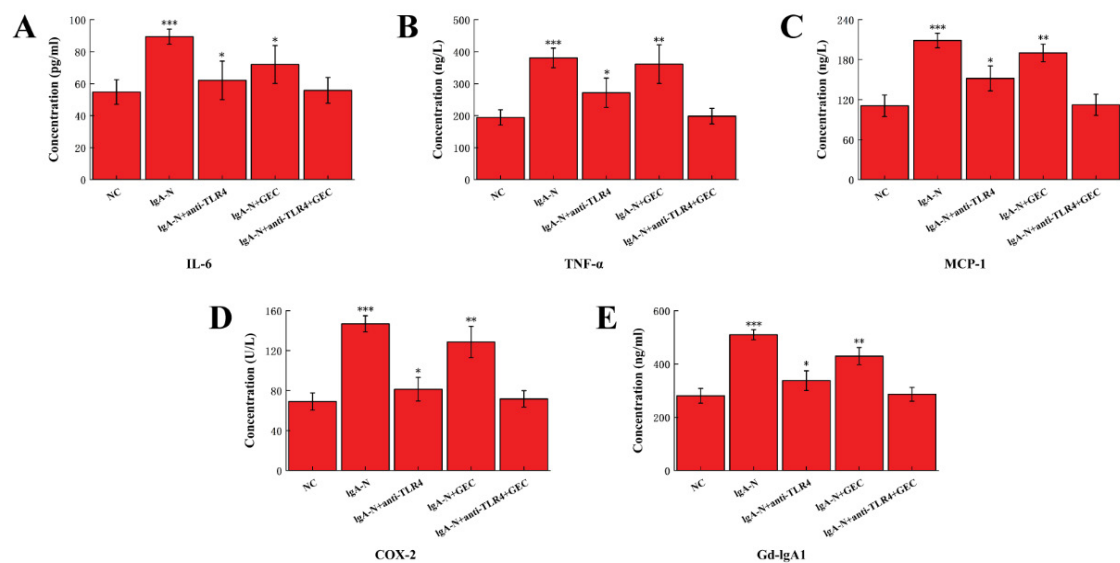 A
Concentration (pg/ml)
100
80
60
40
20
0
***
*
*
NC
IgA-N
IgA-N+anti-TLR4
IgA-N+GEC
IgA-N+anti-TLR4+GEC
IL-6
B
Concentration (ng/L)
500
400
300
200
100
0
***
*
**
NC
IgA-N
IgA-N+anti-TLR4
IgA-N+GEC
IgA-N+anti-TLR4+GEC
TNF-α
C
Concentration (ng/L)
240
180
120
60
0
***
*
**
NC
IgA-N
IgA-N+anti-TLR4
IgA-N+GEC
IgA-N+anti-TLR4+GEC
MCP-1
D
Concentration (U/L)
160
120
80
40
0
***
*
**
NC
IgA-N
IgA-N+anti-TLR4
IgA-N+GEC
IgA-N+anti-TLR4+GEC
COX-2
E
Concentration (ng/ml)
600
400
200
0
***
*
**
NC
IgA-N
IgA-N+anti-TLR4
IgA-N+GEC
IgA-N+anti-TLR4+GEC
Gd-IgA1